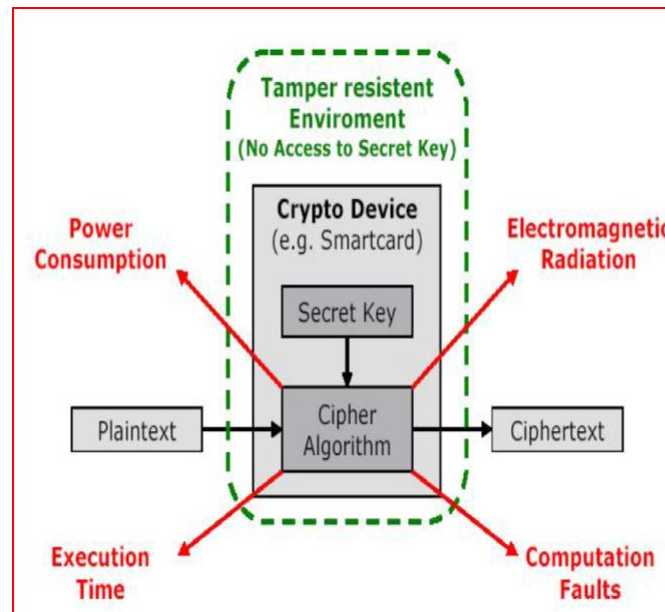 Tamper resistent
Enviroment
(No Access to Secret Key)
Crypto Device
(e.g. Smartcard)
Power
Consumption
Electromagnetic
Radiation
Secret Key
Plaintext
Cipher
Algorithm
Ciphertext
Execution
Time
Computation
Faults